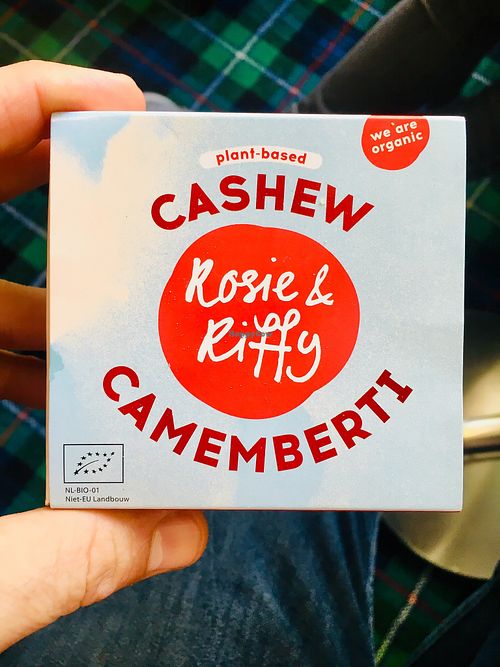 plant-based
we are
organic
CASHEW
Rosie &
Riffy
CAMEMBERTI
NL-BIO-01
Niet-EU Landbouw